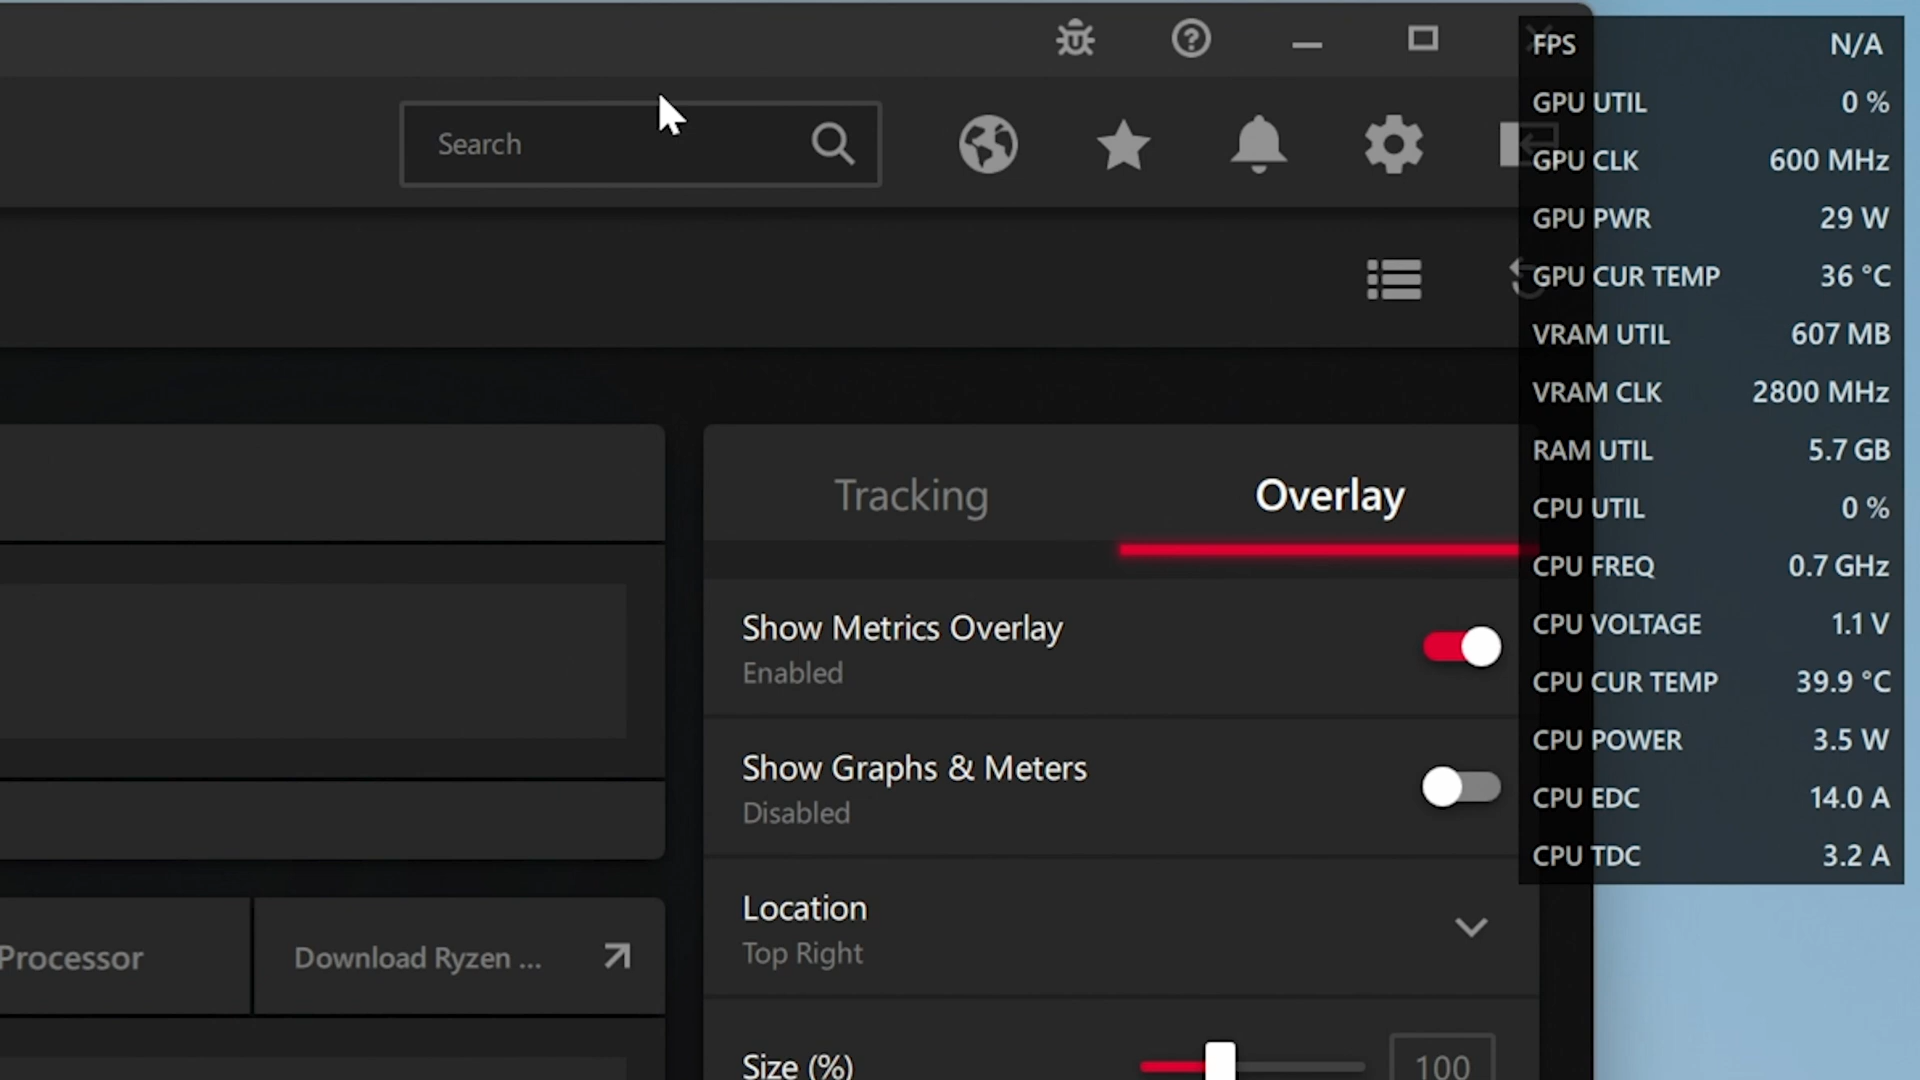 Search
Tracking
Overlay
Show Metrics Overlay
Enabled
Show Graphs & Meters
Disabled
Location
Top Right
Size (%)
100
Processor
Download Ryzen ...
FPS N/A
GPU UTIL 0 %
GPU CLK 600 MHz
GPU PWR 29 W
GPU CUR TEMP 36 °C
VRAM UTIL 607 MB
VRAM CLK 2800 MHz
RAM UTIL 5.7 GB
CPU UTIL 0 %
CPU FREQ 0.7 GHz
CPU VOLTAGE 1.1 V
CPU CUR TEMP 39.9 °C
CPU POWER 3.5 W
CPU EDC 14.0 A
CPU TDC 3.2 A